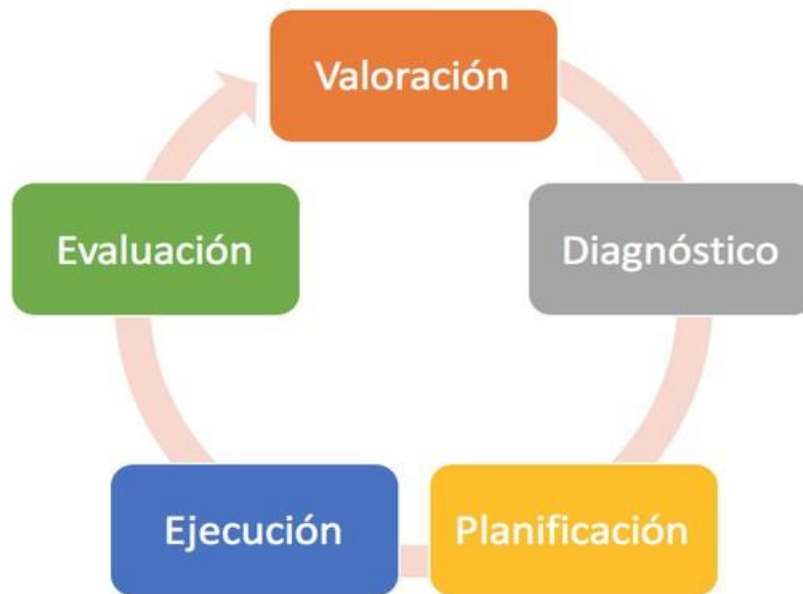 Valoración
Diagnóstico
Planificación
Ejecución
Evaluación